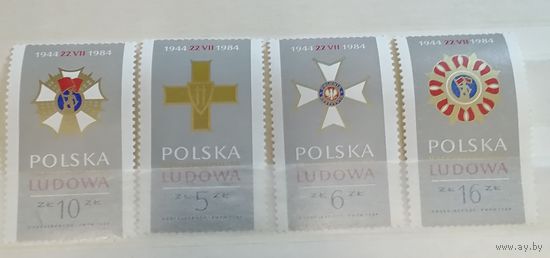 1944 22 VII 1984
POLSKA
LUDOWA
ZŁ 10 ZŁ
1944 22 VII 1984
POLSKA
LUDOWA
ZŁ 5 ZŁ
1944 22 VII 1984
POLSKA
LUDOWA
ZŁ 6 ZŁ
1944 22 VII 1984
POLSKA
LUDOWA
ZŁ 16 ZŁ
© www.ay.by